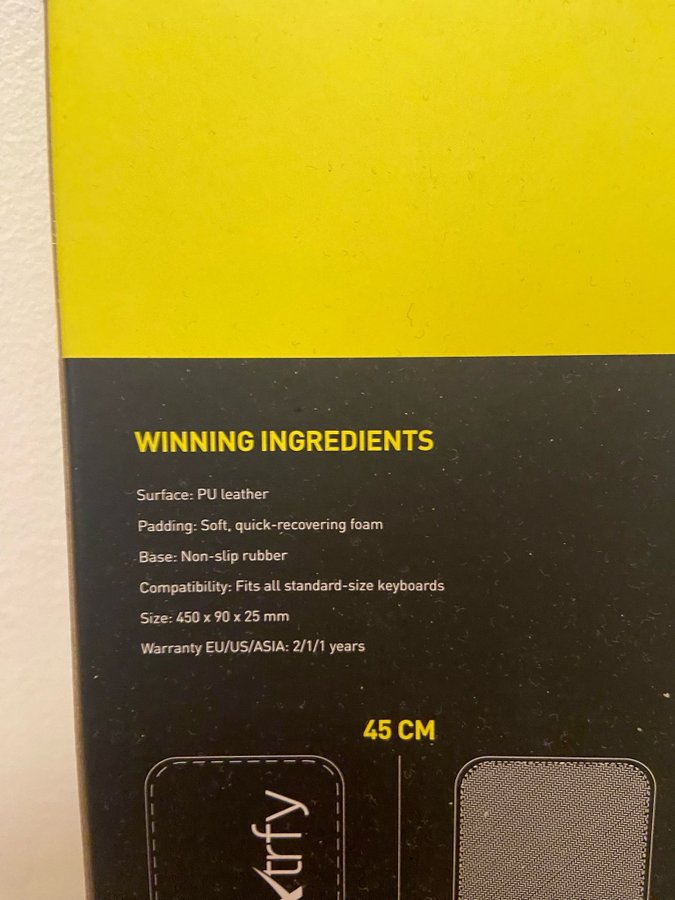 WINNING INGREDIENTS
Surface: PU leather
Padding: Soft, quick-recovering foam
Base: Non-slip rubber
Compatibility: Fits all standard-size keyboards
Size: 450 x 90 x 25 mm
Warranty EU/US/ASIA: 2/1/1 years
45 CM
Xtrfy